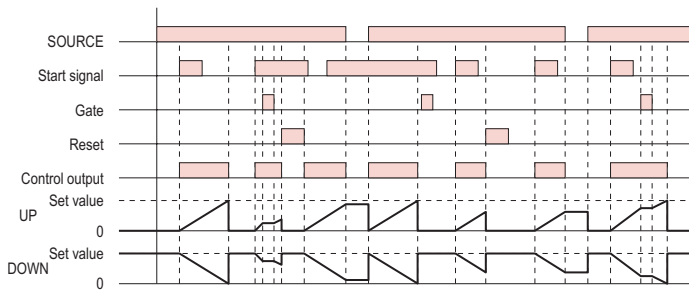 SOURCE
Start signal
Gate
Reset
Control output
Set value
UP
0
Set value
DOWN
0